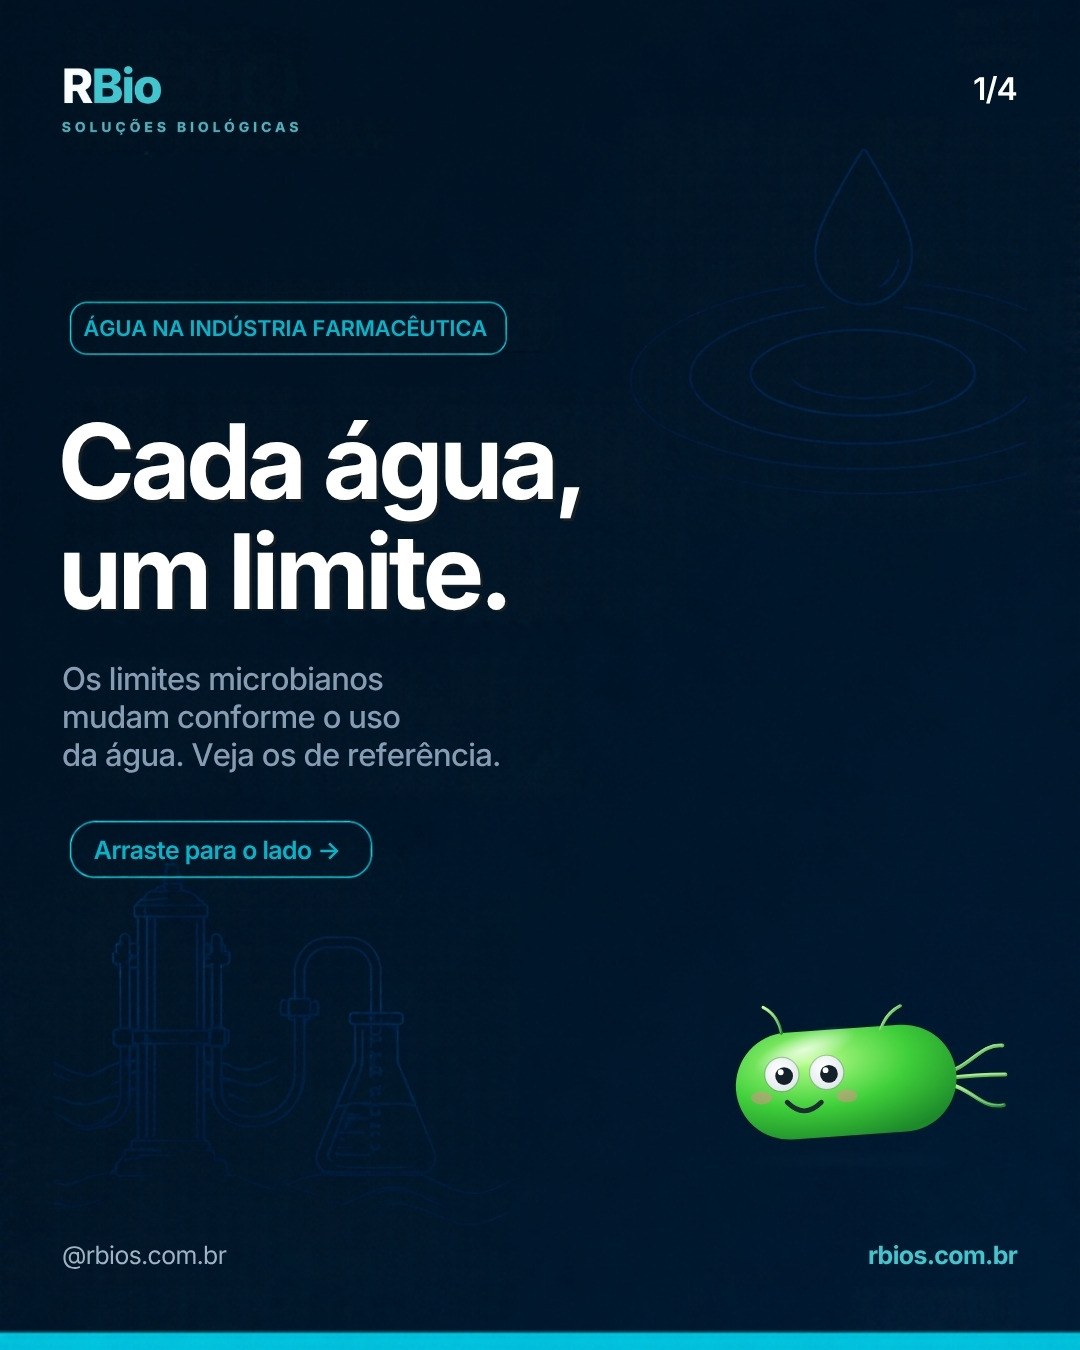 RBio
SOLUÇÕES BIOLÓGICAS
1/4
ÁGUA NA INDÚSTRIA FARMACÊUTICA
Cada água,
um limite.
Os limites microbianos
mudam conforme o uso
da água. Veja os de referência.
Arraste para o lado →
@rbios.com.br
rbios.com.br